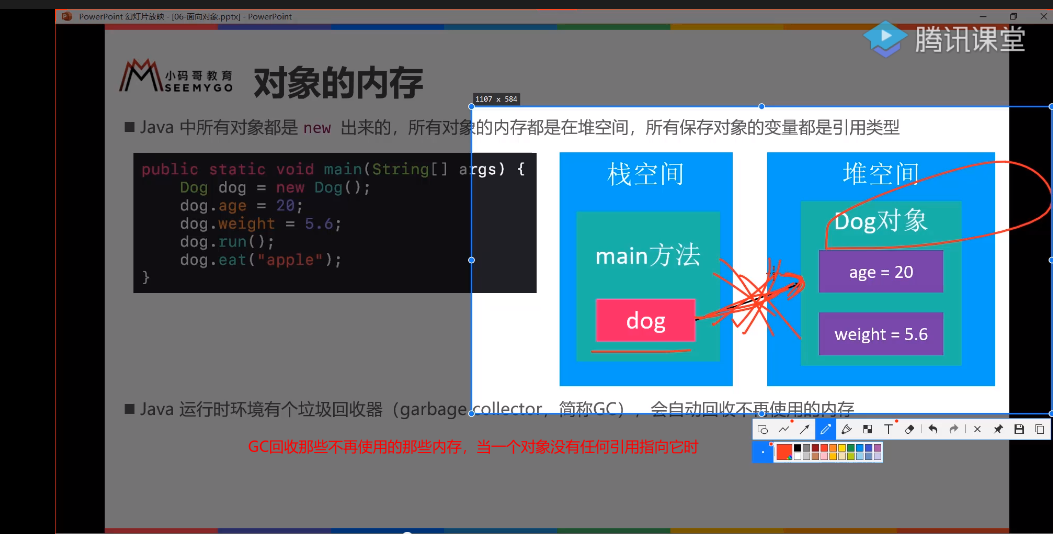 PowerPoint 幻灯片放映 - [06-面向对象.pptx] - PowerPoint
腾讯课堂
小码哥教育
SEEMYGO
对象的内存
1107 x 584
■ Java 中所有对象都是 new 出来的，所有对象的内存都是在堆空间，所有保存对象的变量都是引用类型
public static void main(String[] args) {
    Dog dog = new Dog();
    dog.age = 20;
    dog.weight = 5.6;
    dog.run();
    dog.eat("apple");
}
栈空间
main方法
dog
堆空间
Dog对象
age = 20
weight = 5.6
■ Java 运行时环境有个垃圾回收器（garbage collector，简称GC），会自动回收不再使用的内存
GC回收那些不再使用的那些内存，当一个对象没有任何引用指向它时